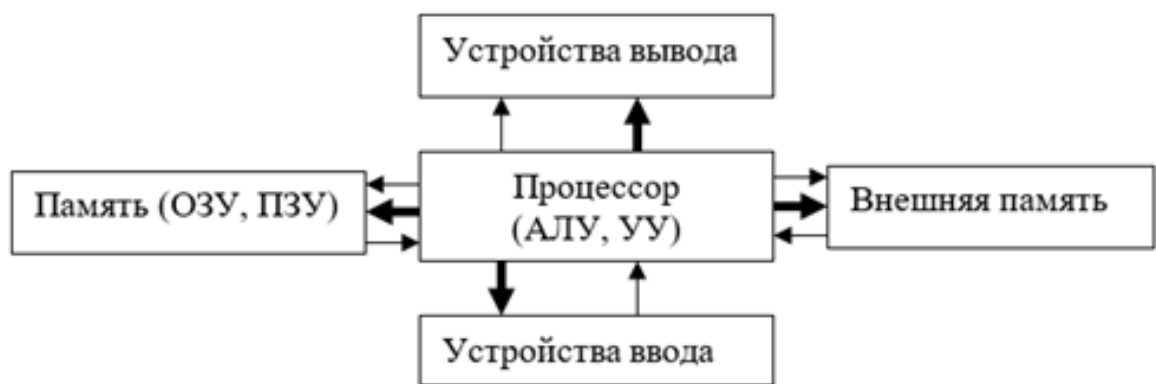 Устройства вывода
Память (ОЗУ, ПЗУ)
Процессор
(АЛУ, УУ)
Внешняя память
Устройства ввода